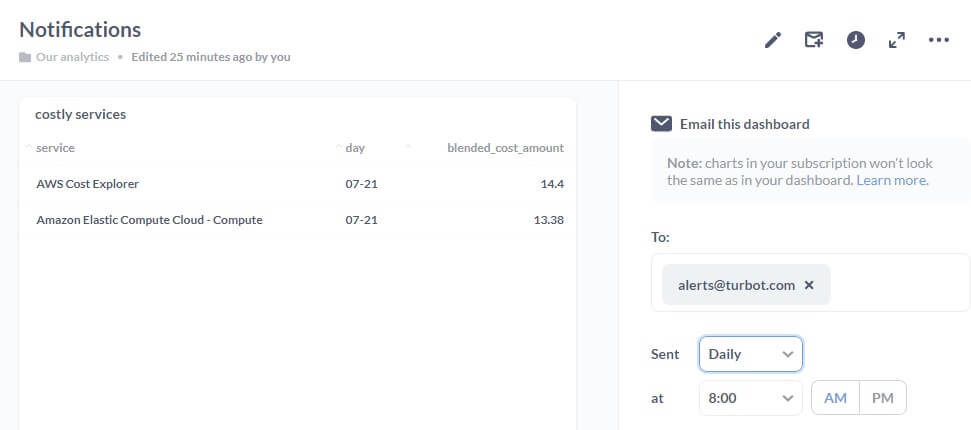 Notifications
Our analytics • Edited 25 minutes ago by you
costly services
service day blended_cost_amount
AWS Cost Explorer 07-21 14.4
Amazon Elastic Compute Cloud - Compute 07-21 13.38
Email this dashboard
Note: charts in your subscription won't look
the same as in your dashboard. Learn more.
To:
alerts@turbot.com
Sent Daily
at 8:00 AM PM